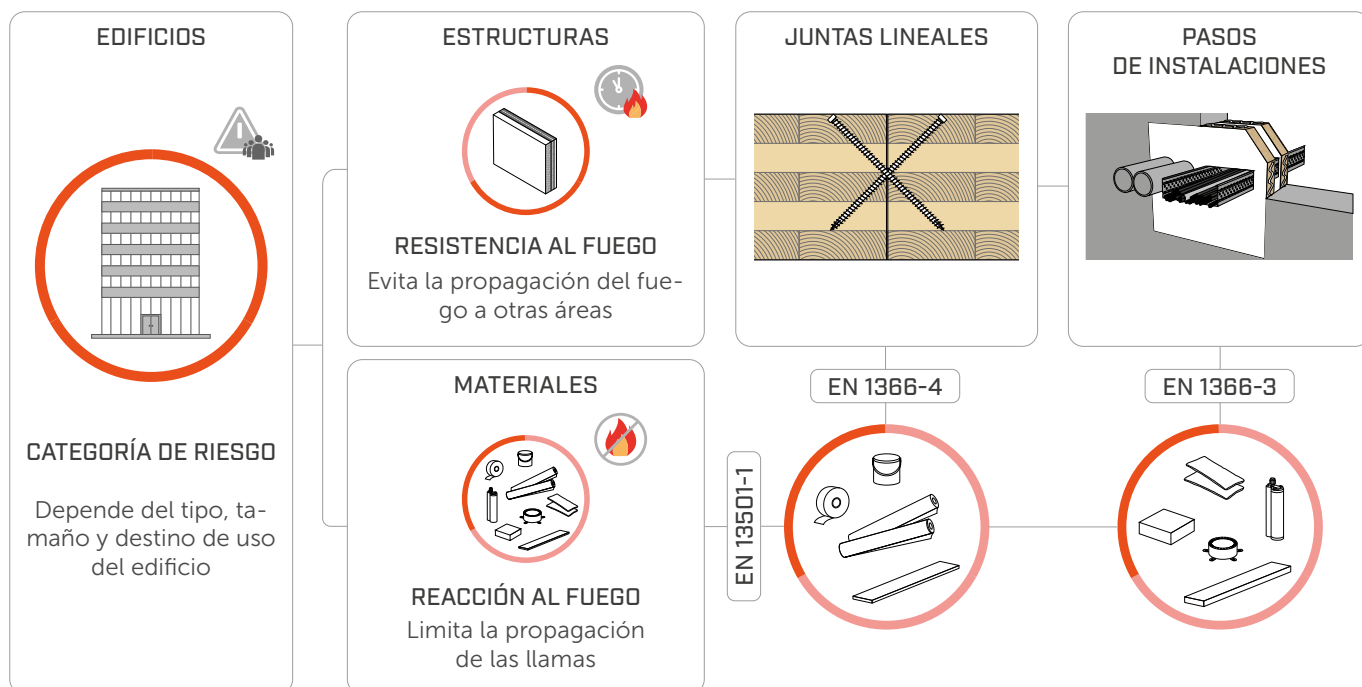 EDIFICIOS
CATEGORÍA DE RIESGO
Depende del tipo, ta-
maño y destino de uso
del edificio
ESTRUCTURAS
RESISTENCIA AL FUEGO
Evita la propagación del fue-
go a otras áreas
MATERIALES
REACCIÓN AL FUEGO
Limita la propagación
de las llamas
JUNTAS LINEALES
PASOS
DE INSTALACIONES
EN 1366-4
EN 1366-3
EN 13501-1